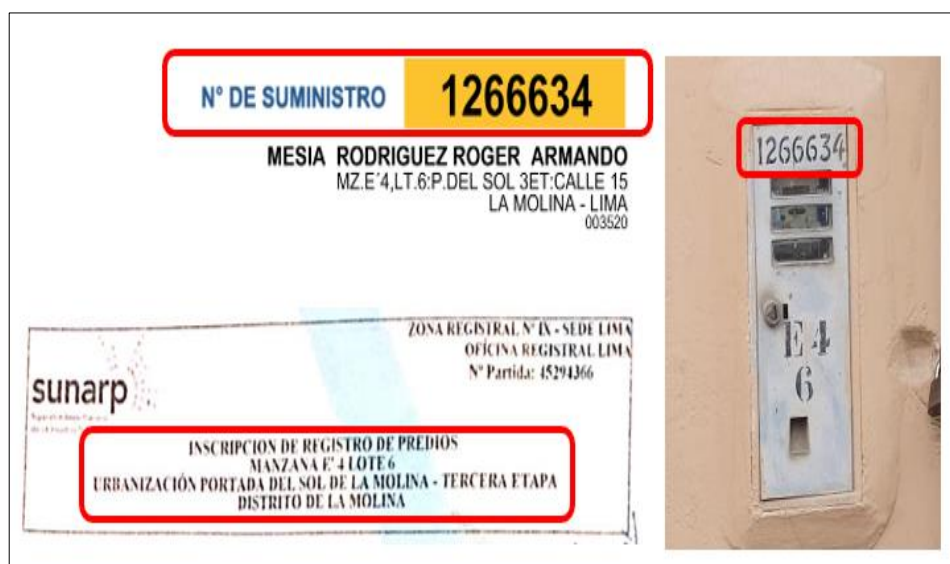 N° DE SUMINISTRO 1266634
MESIA RODRIGUEZ ROGER ARMANDO
MZ.E´4,LT.6:P.DEL SOL 3ET:CALLE 15
LA MOLINA - LIMA
003520
ZONA REGISTRAL N° IX - SEDE LIMA
OFICINA REGISTRAL LIMA
N° Partida: 45294366
sunarp
INSCRIPCION DE REGISTRO DE PREDIOS
MANZANA E' 4 LOTE 6
URBANIZACIÓN PORTADA DEL SOL DE LA MOLINA - TERCERA ETAPA
DISTRITO DE LA MOLINA
1266634
E4
6